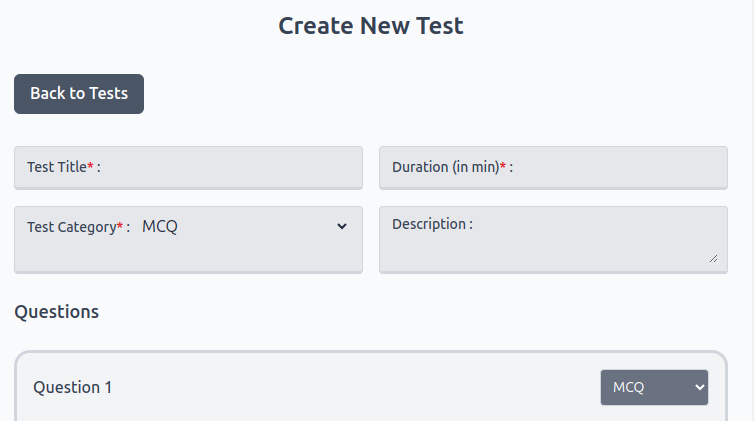 Create New Test
Back to Tests
Test Title* :
Duration (in min)* :
Test Category* : MCQ
Description :
Questions
Question 1
MCQ